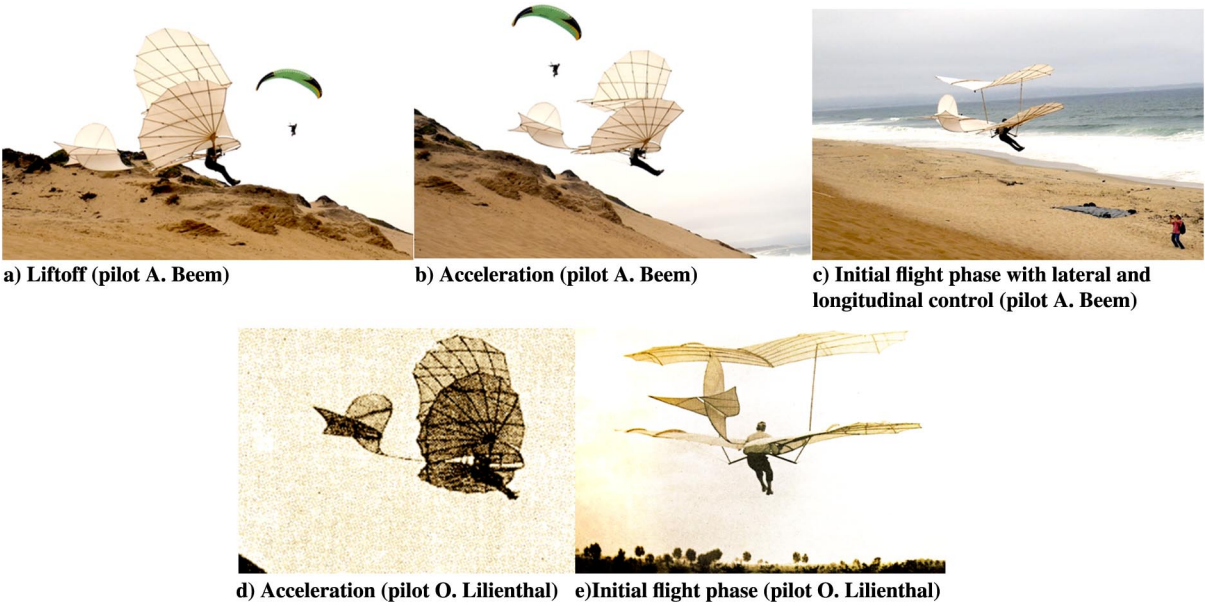 a) Liftoff (pilot A. Beem)
b) Acceleration (pilot A. Beem)
c) Initial flight phase with lateral and
longitudinal control (pilot A. Beem)
d) Acceleration (pilot O. Lilienthal)
e)Initial flight phase (pilot O. Lilienthal)